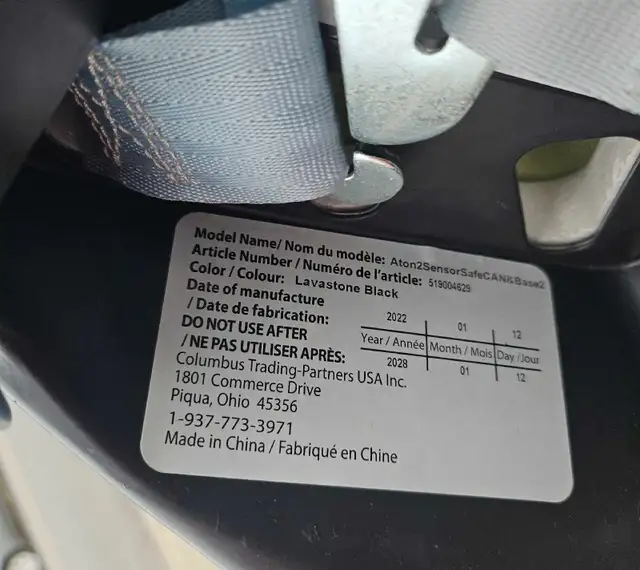 Model Name/ Nom du modèle: Aton2SensorSafeCAN&Base2
Article Number / Numéro de l'article: 519004629
Color / Colour: Lavastone Black
Date of manufacture
/ Date de fabrication:
2022 01 12
Year / Année Month / Mois Day /Jour
DO NOT USE AFTER
/ NE PAS UTILISER APRÈS:
2028 01 12
Columbus Trading-Partners USA Inc.
1801 Commerce Drive
Piqua, Ohio 45356
1-937-773-3971
Made in China / Fabriqué en Chine